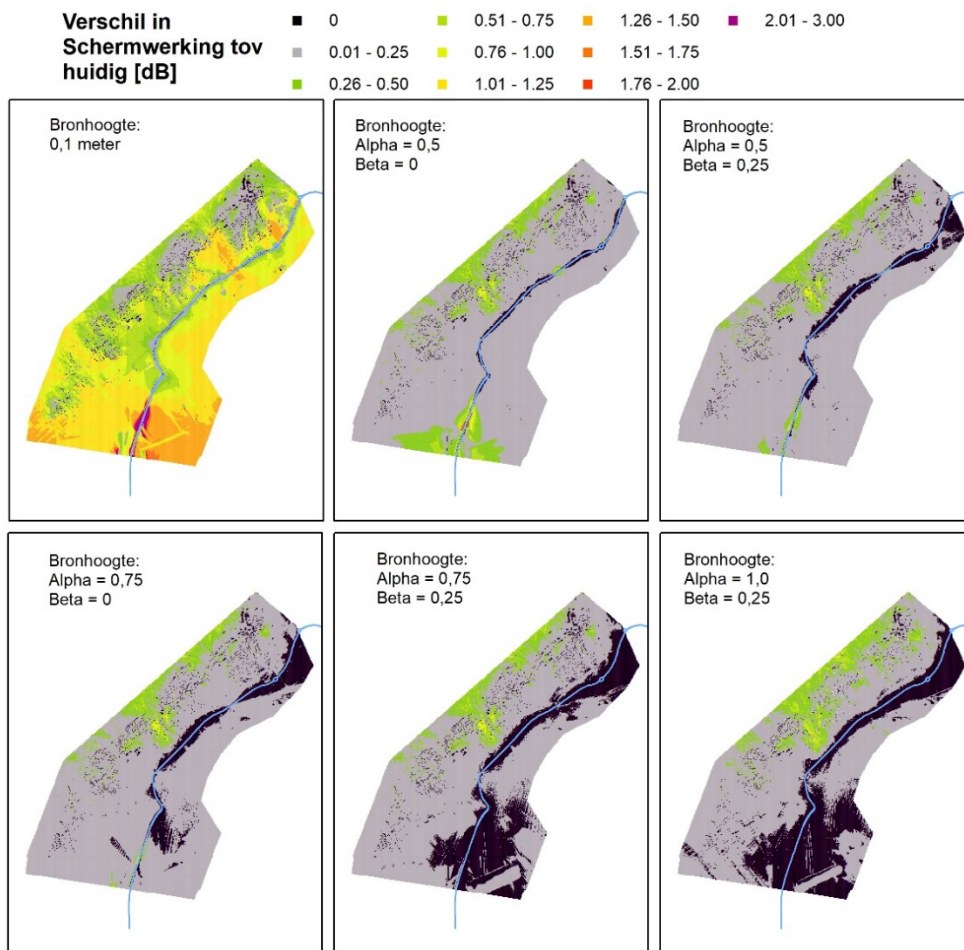 Verschil in
Schermwerking tov
huidig [dB]
0
0.01 - 0.25
0.26 - 0.50
0.51 - 0.75
0.76 - 1.00
1.01 - 1.25
1.26 - 1.50
1.51 - 1.75
1.76 - 2.00
2.01 - 3.00
Bronhoogte:
0,1 meter
Bronhoogte:
Alpha = 0,5
Beta = 0
Bronhoogte:
Alpha = 0,5
Beta = 0,25
Bronhoogte:
Alpha = 0,75
Beta = 0
Bronhoogte:
Alpha = 0,75
Beta = 0,25
Bronhoogte:
Alpha = 1,0
Beta = 0,25